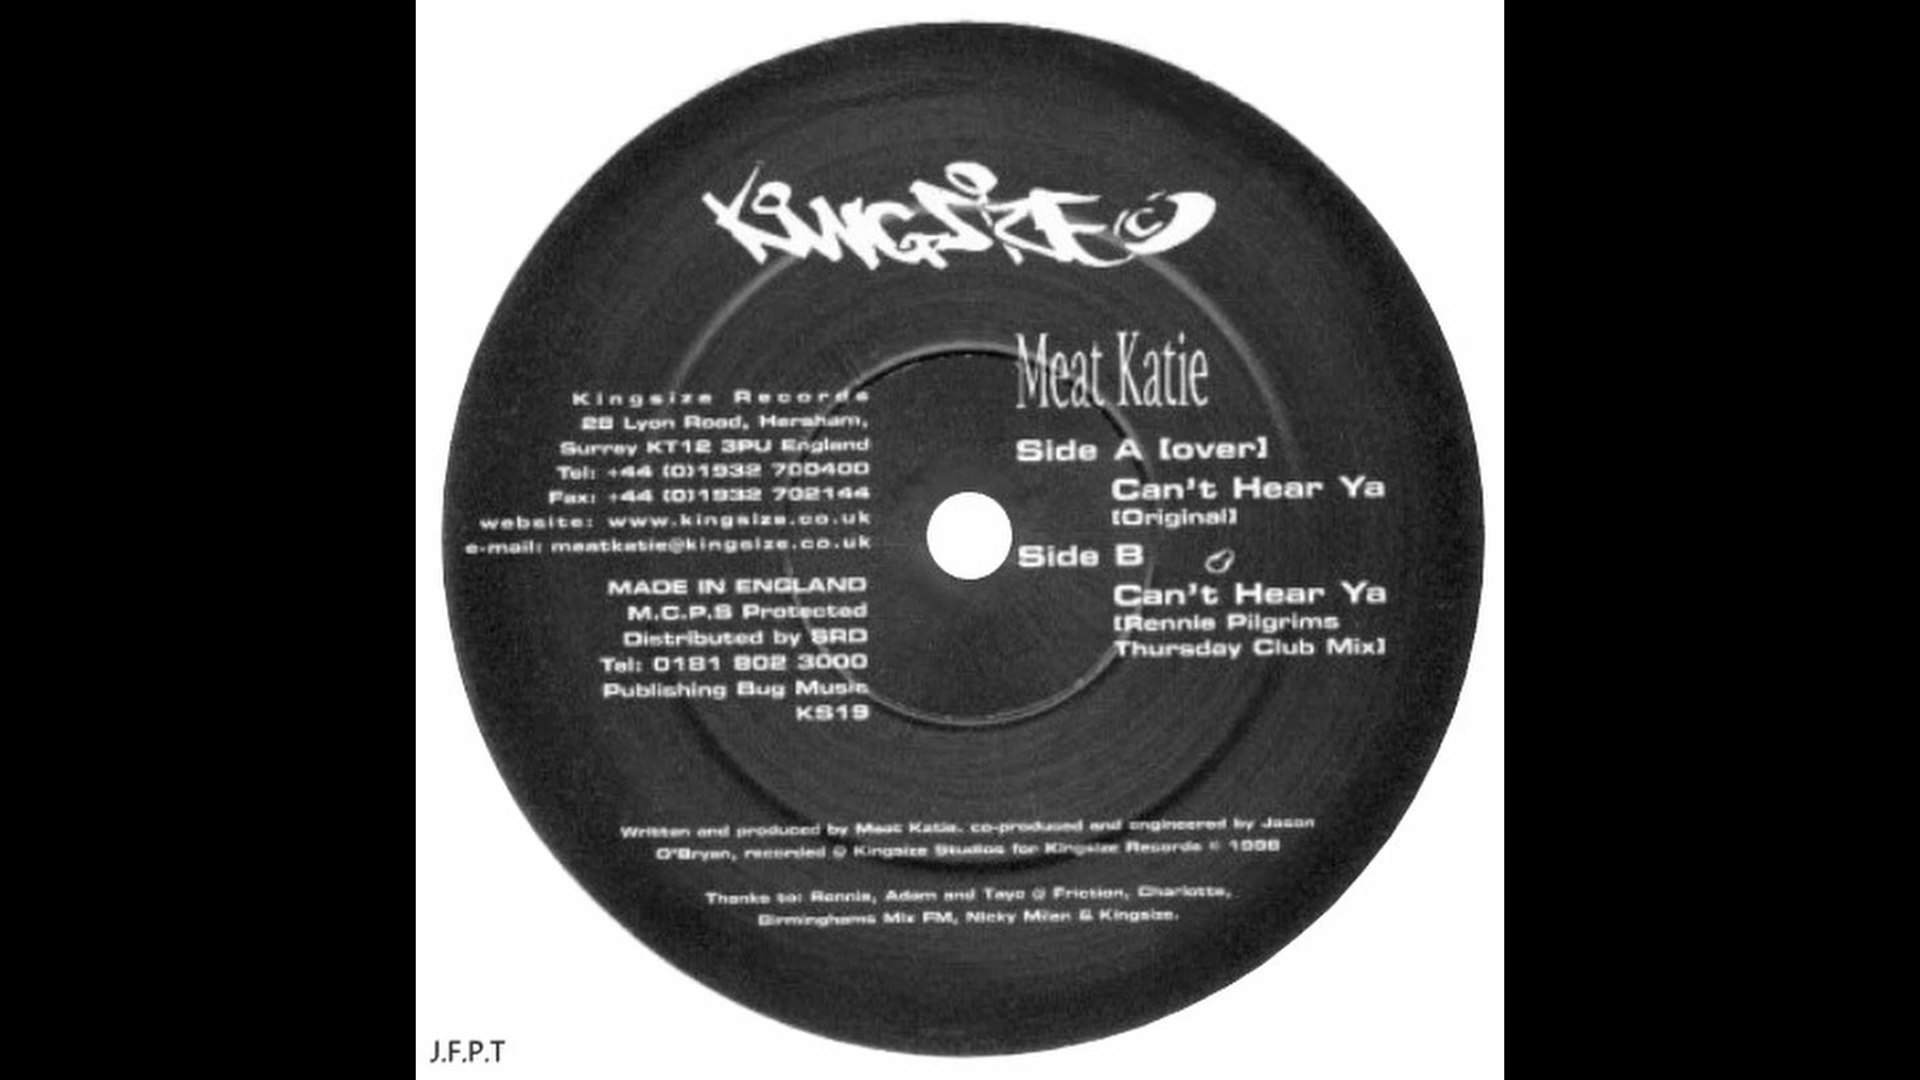 KINGSIZE ©
Meat Katie
Side A [over]
Can't Hear Ya
[Original]
Side B
Can't Hear Ya
[Rennie Pilgrims
Thursday Club Mix]
Kingsize Records
28 Lyon Road, Hersham,
Surrey KT12 3PU England
Tel: +44 (0)1932 700400
Fax: +44 (0)1932 702144
website: www.kingsize.co.uk
e-mail: meatkatie@kingsize.co.uk
MADE IN ENGLAND
M.C.P.S Protected
Distributed by SRD
Tel: 0181 802 3000
Publishing Bug Music
KS19
Written and produced by Meat Katie. co-produced and engineered by Jason
O'Bryan, recorded @ Kingsize Studios for Kingsize Records © 1998
Thanks to: Rennie, Adam and Tayo @ Friction, Charlotte,
Birminghams Mix FM, Nicky Milan & Kingsize.
J.F.P.T